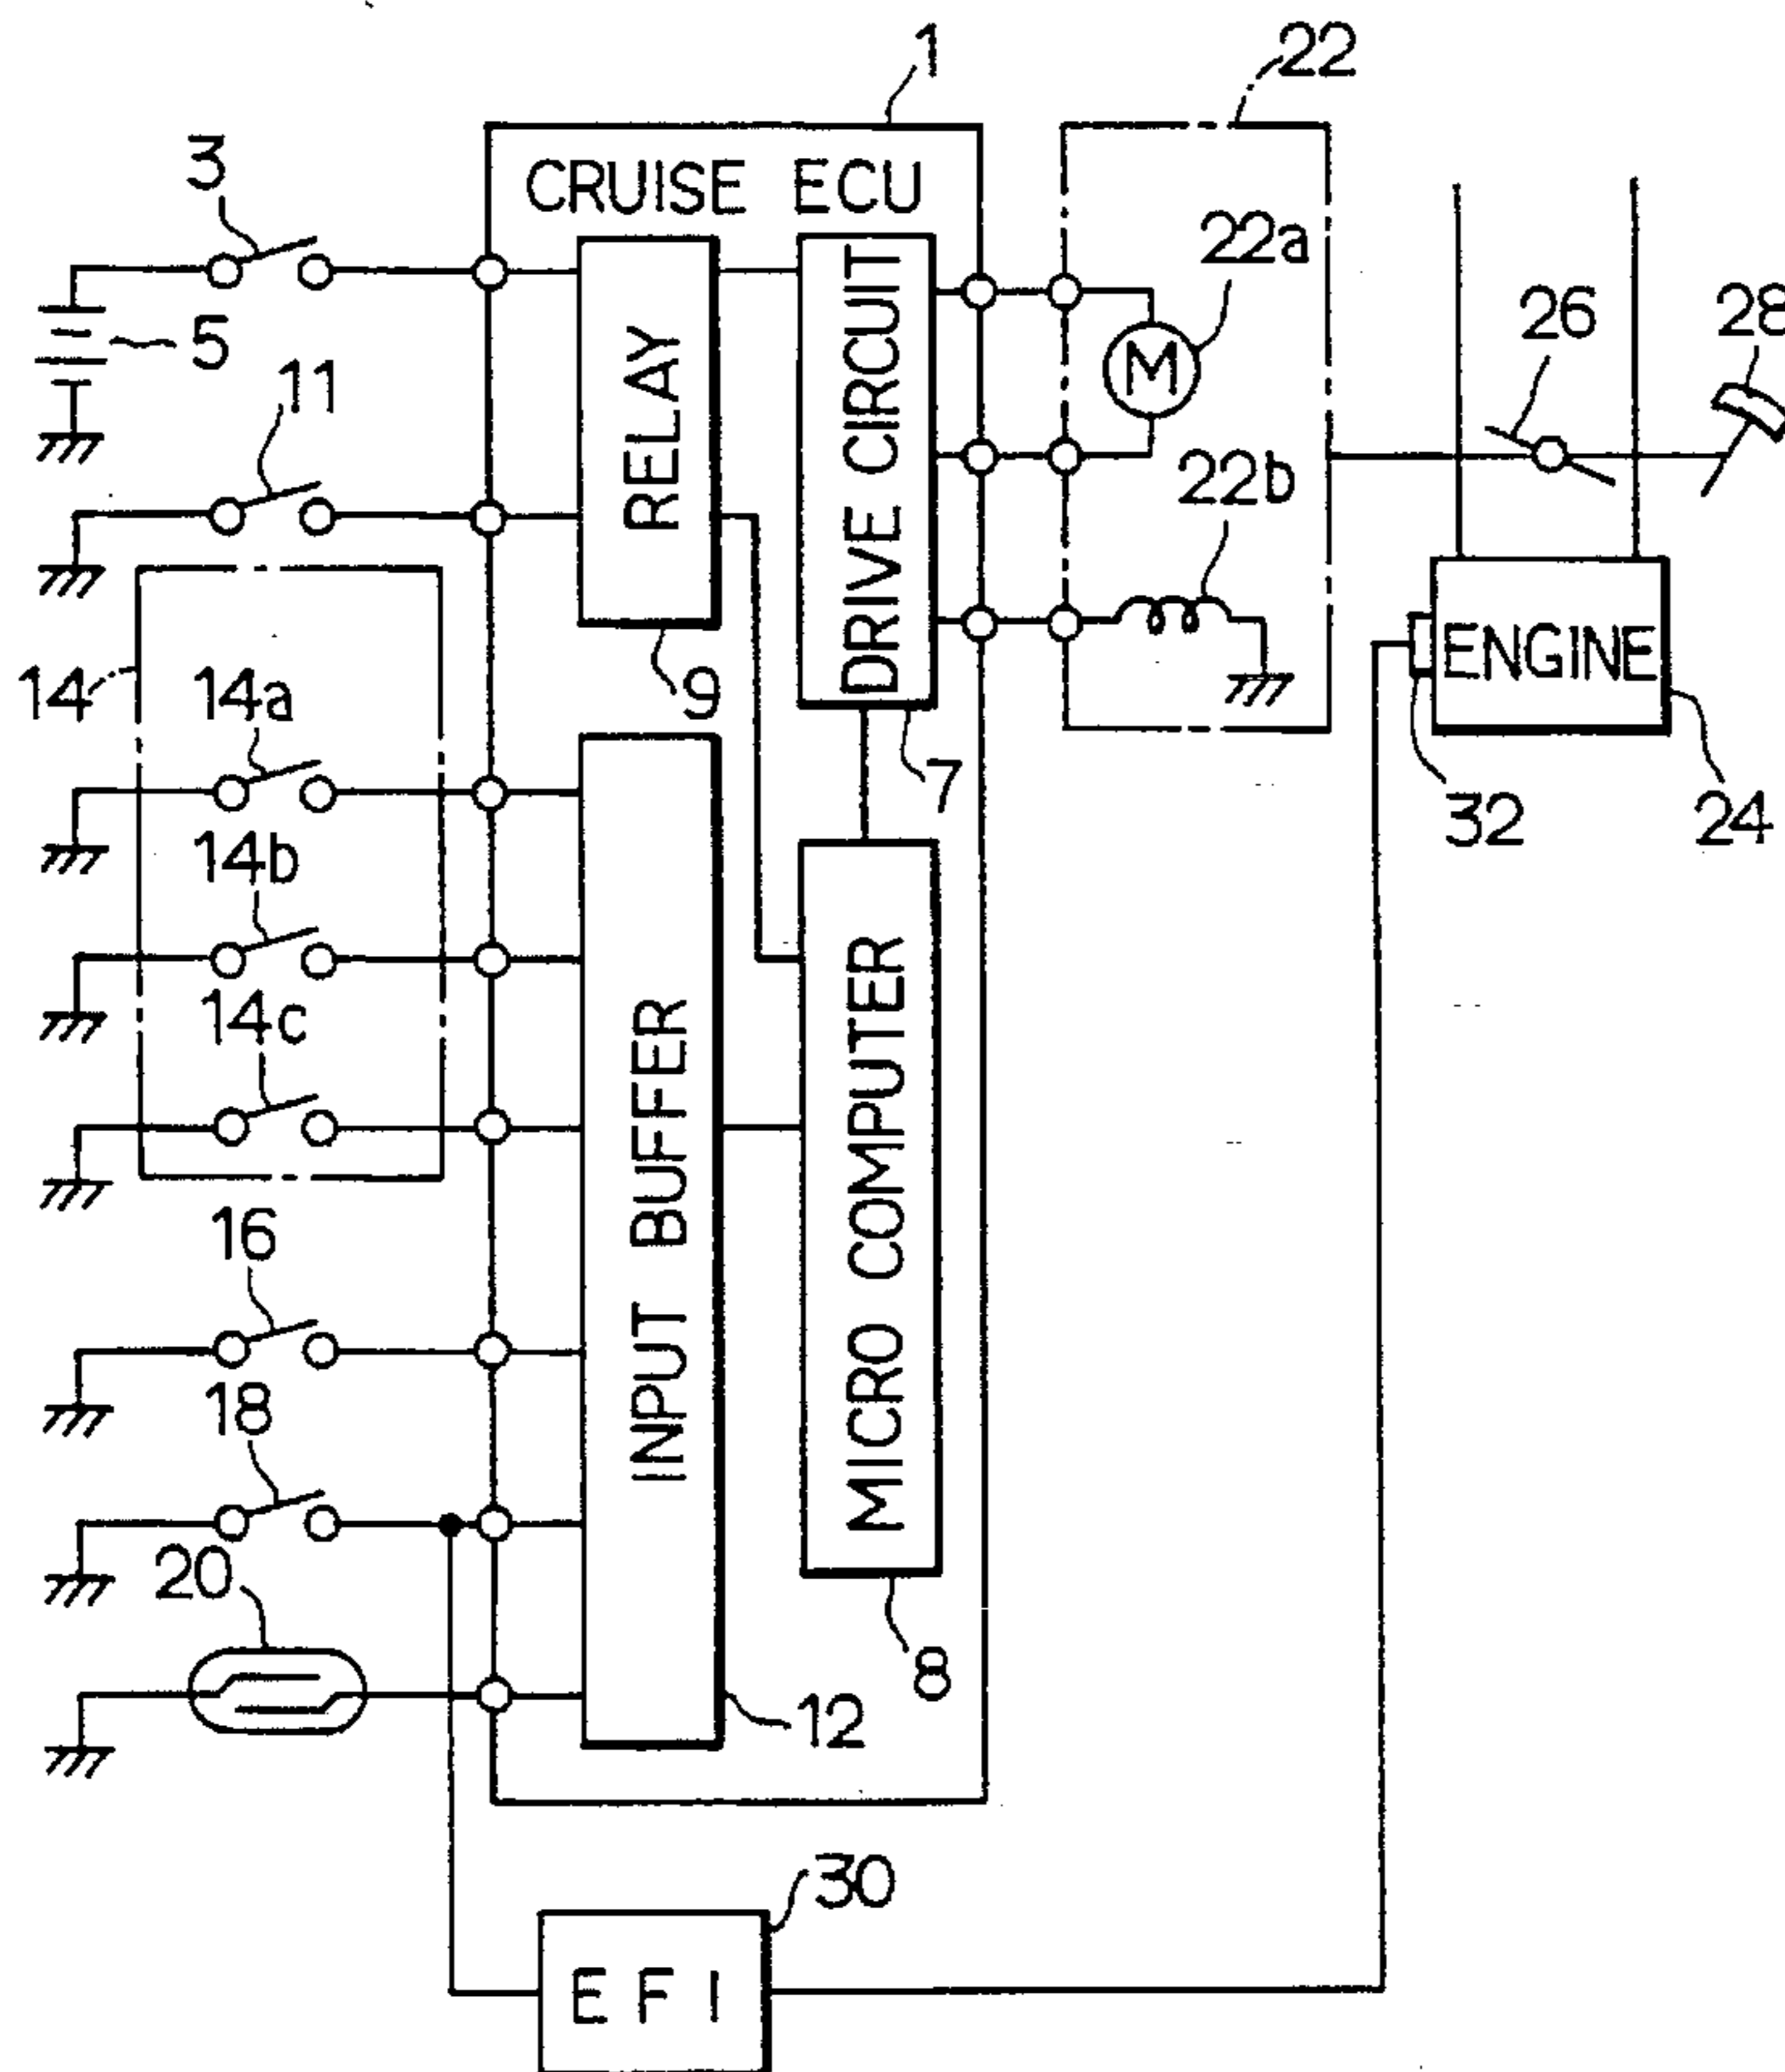 1
22
3
CRUISE ECU
22a
26
28
5
11
RELAY
DRIVE CIRCUIT
M
22b
ENGINE
14
14a
9
7
32
24
14b
14c
INPUT BUFFER
MICRO COMPUTER
16
18
20
8
12
30
EFI